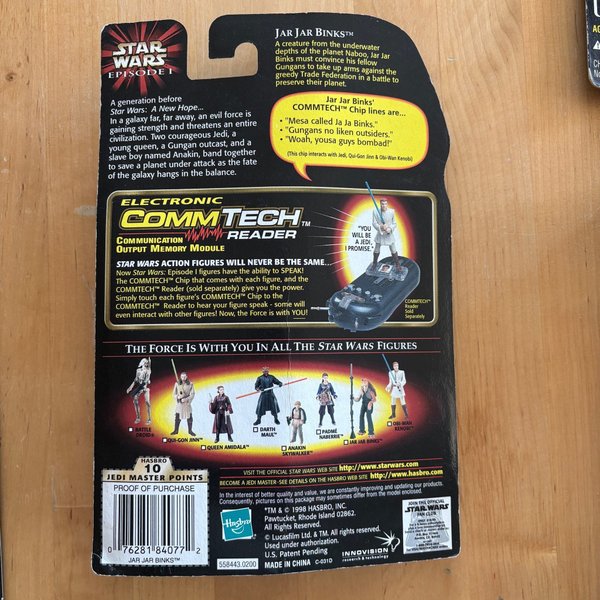 STAR
WARS
EPISODE I
A generation before
Star Wars: A New Hope...
In a galaxy far, far away, an evil force is
gaining strength and threatens an entire
civilization. Two courageous Jedi, a
young queen, a Gungan outcast, and a
slave boy named Anakin, band together
to save a planet under attack as the fate
of the galaxy hangs in the balance.
JAR JAR BINKS™
A creature from the underwater
depths of the planet Naboo, Jar Jar
Binks must convince his fellow
Gungans to take up arms against the
greedy Trade Federation in a battle to
preserve their planet.
Jar Jar Binks'
COMMTECH™ Chip lines are...
• "Mesa called Ja Ja Binks."
• "Gungans no liken outsiders."
• "Woah, yousa guys bombad!"
(This chip interacts with Jedi, Qui-Gon Jinn & Obi-Wan Kenobi)
ELECTRONIC
COMMTECH™
COMMUNICATION
OUTPUT MEMORY MODULE
READER
STAR WARS ACTION FIGURES WILL NEVER BE THE SAME...
Now Star Wars: Episode I figures have the ability to SPEAK!
The COMMTECH™ Chip that comes with each figure, and the
COMMTECH™ Reader (sold separately) give you the power.
Simply touch each figure's COMMTECH™ Chip to the
COMMTECH™ Reader to hear your figure speak - some will
even interact with other figures! Now, the Force is with YOU!
"YOU
WILL BE
A JEDI,
I PROMISE."
COMMTECH™
Reader
Sold
Separately
THE FORCE IS WITH YOU IN ALL THE STAR WARS FIGURES
BATTLE
DROID
QUI-GON JINN™
QUEEN AMIDALA™
DARTH
MAUL™
ANAKIN
SKYWALKER™
PADMÉ
NABERRIE™
JAR JAR BINKS™
OBI-WAN
KENOBI™
VISIT THE OFFICIAL STAR WARS WEB SITE http://www.starwars.com
BECOME A JEDI MASTER-SEE DETAILS ON THE HASBRO WEB SITE http://www.hasbro.com
In the interest of better quality and value, we are constantly improving and updating our products.
Consequently, pictures on this package may sometimes differ from the model enclosed.
HASBRO
10
JEDI MASTER POINTS
PROOF OF PURCHASE
0 76281 84077 2
JAR JAR BINKS™
Hasbro
558443.0200
®*TM & © 1998 HASBRO, INC.
Pawtucket, Rhode Island 02862.
All Rights Reserved.
© Lucasfilm Ltd. & TM. All rights reserved.
Used under authorization.
U.S. Patent Pending
MADE IN CHINA C-031D
INNOVISION
research & technology
JOIN THE OFFICIAL
STAR WARS
FAN CLUB